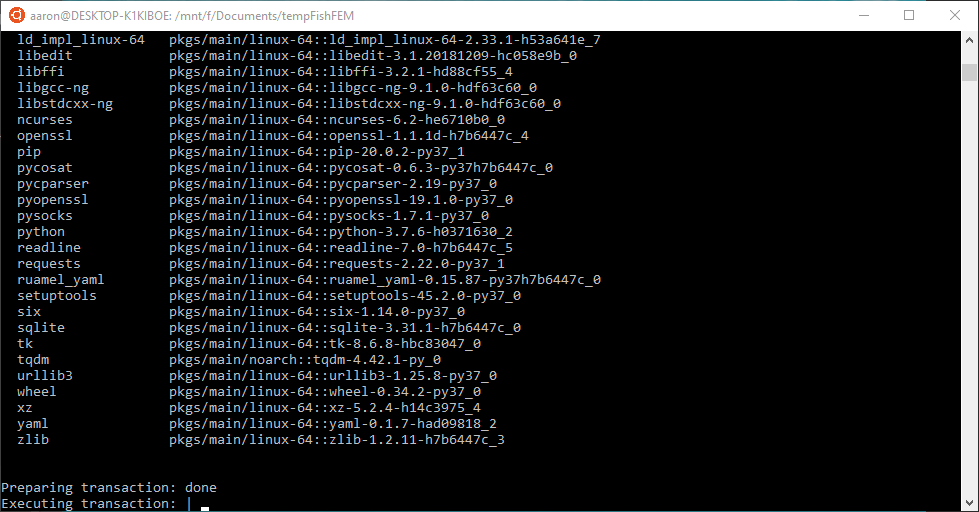 aaron@DESKTOP-K1KIBOE: /mnt/f/Documents/tempFishFEM
ld_impl_linux-64   pkgs/main/linux-64::ld_impl_linux-64-2.33.1-h53a641e_7
libedit            pkgs/main/linux-64::libedit-3.1.20181209-hc058e9b_0
libffi             pkgs/main/linux-64::libffi-3.2.1-hd88cf55_4
libgcc-ng          pkgs/main/linux-64::libgcc-ng-9.1.0-hdf63c60_0
libstdcxx-ng       pkgs/main/linux-64::libstdcxx-ng-9.1.0-hdf63c60_0
ncurses            pkgs/main/linux-64::ncurses-6.2-he6710b0_0
openssl            pkgs/main/linux-64::openssl-1.1.1d-h7b6447c_4
pip                pkgs/main/linux-64::pip-20.0.2-py37_1
pycosat            pkgs/main/linux-64::pycosat-0.6.3-py37h7b6447c_0
pycparser          pkgs/main/linux-64::pycparser-2.19-py37_0
pyopenssl          pkgs/main/linux-64::pyopenssl-19.1.0-py37_0
pysocks            pkgs/main/linux-64::pysocks-1.7.1-py37_0
python             pkgs/main/linux-64::python-3.7.6-h0371630_2
readline           pkgs/main/linux-64::readline-7.0-h7b6447c_5
requests           pkgs/main/linux-64::requests-2.22.0-py37_1
ruamel_yaml        pkgs/main/linux-64::ruamel_yaml-0.15.87-py37h7b6447c_0
setuptools         pkgs/main/linux-64::setuptools-45.2.0-py37_0
six                pkgs/main/linux-64::six-1.14.0-py37_0
sqlite             pkgs/main/linux-64::sqlite-3.31.1-h7b6447c_0
tk                 pkgs/main/linux-64::tk-8.6.8-hbc83047_0
tqdm               pkgs/main/noarch::tqdm-4.42.1-py_0
urllib3            pkgs/main/linux-64::urllib3-1.25.8-py37_0
wheel              pkgs/main/linux-64::wheel-0.34.2-py37_0
xz                 pkgs/main/linux-64::xz-5.2.4-h14c3975_4
yaml               pkgs/main/linux-64::yaml-0.1.7-had09818_2
zlib               pkgs/main/linux-64::zlib-1.2.11-h7b6447c_3
Preparing transaction: done
Executing transaction: |